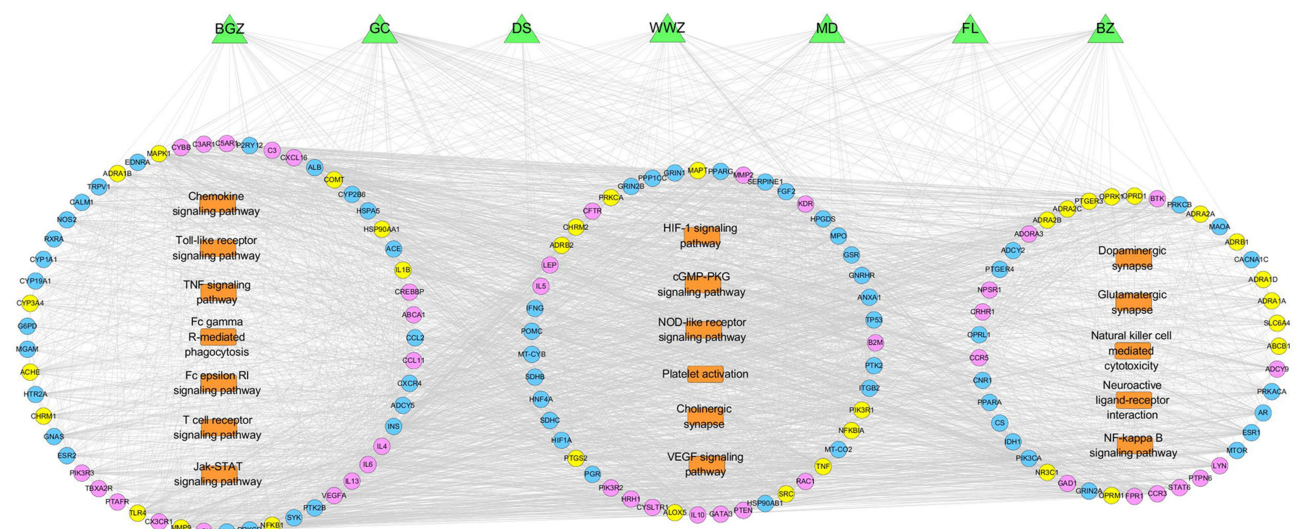 BGZ
GC
DS
WWZ
MD
FL
BZ
MAPK1
CYBB
C3AR1
C5AR1
P2RY12
C3
CXCL16
ALB
COMT
CYP2B6
HSPA5
HSP90AA1
ACE
IL1B
CREBBP
ABCA1
CCL2
CCL11
CXCR4
ADCY5
INS
IL4
IL6
IL13
VEGFA
PTK2B
SYK
NFKB1
MMP9
CX3CR1
TLR4
PTAFR
TBXA2R
PIK3R3
ESR2
GNAS
CHRM1
HTR2A
ACHE
MGAM
G6PD
CYP3A4
CYP19A1
CYP1A1
RXRA
NOS2
CALM1
TRPV1
ADRA1B
EDNRA
Chemokine
signaling pathway
Toll-like receptor
signaling pathway
TNF signaling
pathway
Fc gamma
R-mediated
phagocytosis
Fc epsilon RI
signaling pathway
T cell receptor
signaling pathway
Jak-STAT
signaling pathway
GRIN1
MAPT
PPARG
MMP2
SERPINE1
FGF2
KDR
HPGDS
MPO
GSR
GNRHR
ANXA1
TP53
B2M
PTK2
ITGB2
PIK3R1
NFKBIA
MT-CO2
TNF
RAC1
SRC
HSP90AB1
PTEN
GATA3
IL10
ALOX5
CYSLTR1
HRH1
PIK3R2
PGR
PTGS2
HIF1A
SDHC
HNF4A
SDHB
MT-CYB
POMC
IFNG
IL5
LEP
ADRB2
CHRM2
CFTR
PRKCA
GRIN2B
PPP1CC
HIF-1 signaling
pathway
cGMP-PKG
signaling pathway
NOD-like receptor
signaling pathway
Platelet activation
Cholinergic
synapse
VEGF signaling
pathway
OPRK1
OPRD1
BTK
PRKCB
ADRA2A
MAOA
ADRB1
CACNA1C
ADRA1D
ADRA1A
SLC6A4
ABCB1
ADCY9
PRKACA
AR
ESR1
MTOR
LYN
PTPN6
STAT6
CCR3
FPR1
OPRM1
GRIN2A
GAD1
NR3C1
PIK3CA
IDH1
CS
PPARA
CNR1
CCR5
OPRL1
CRHR1
NPSR1
PTGER4
ADCY2
ADORA3
ADRA2B
ADRA2C
PTGER3
Dopaminergic
synapse
Glutamatergic
synapse
Natural killer cell
mediated
cytotoxicity
Neuroactive
ligand-receptor
interaction
NF-kappa B
signaling pathway